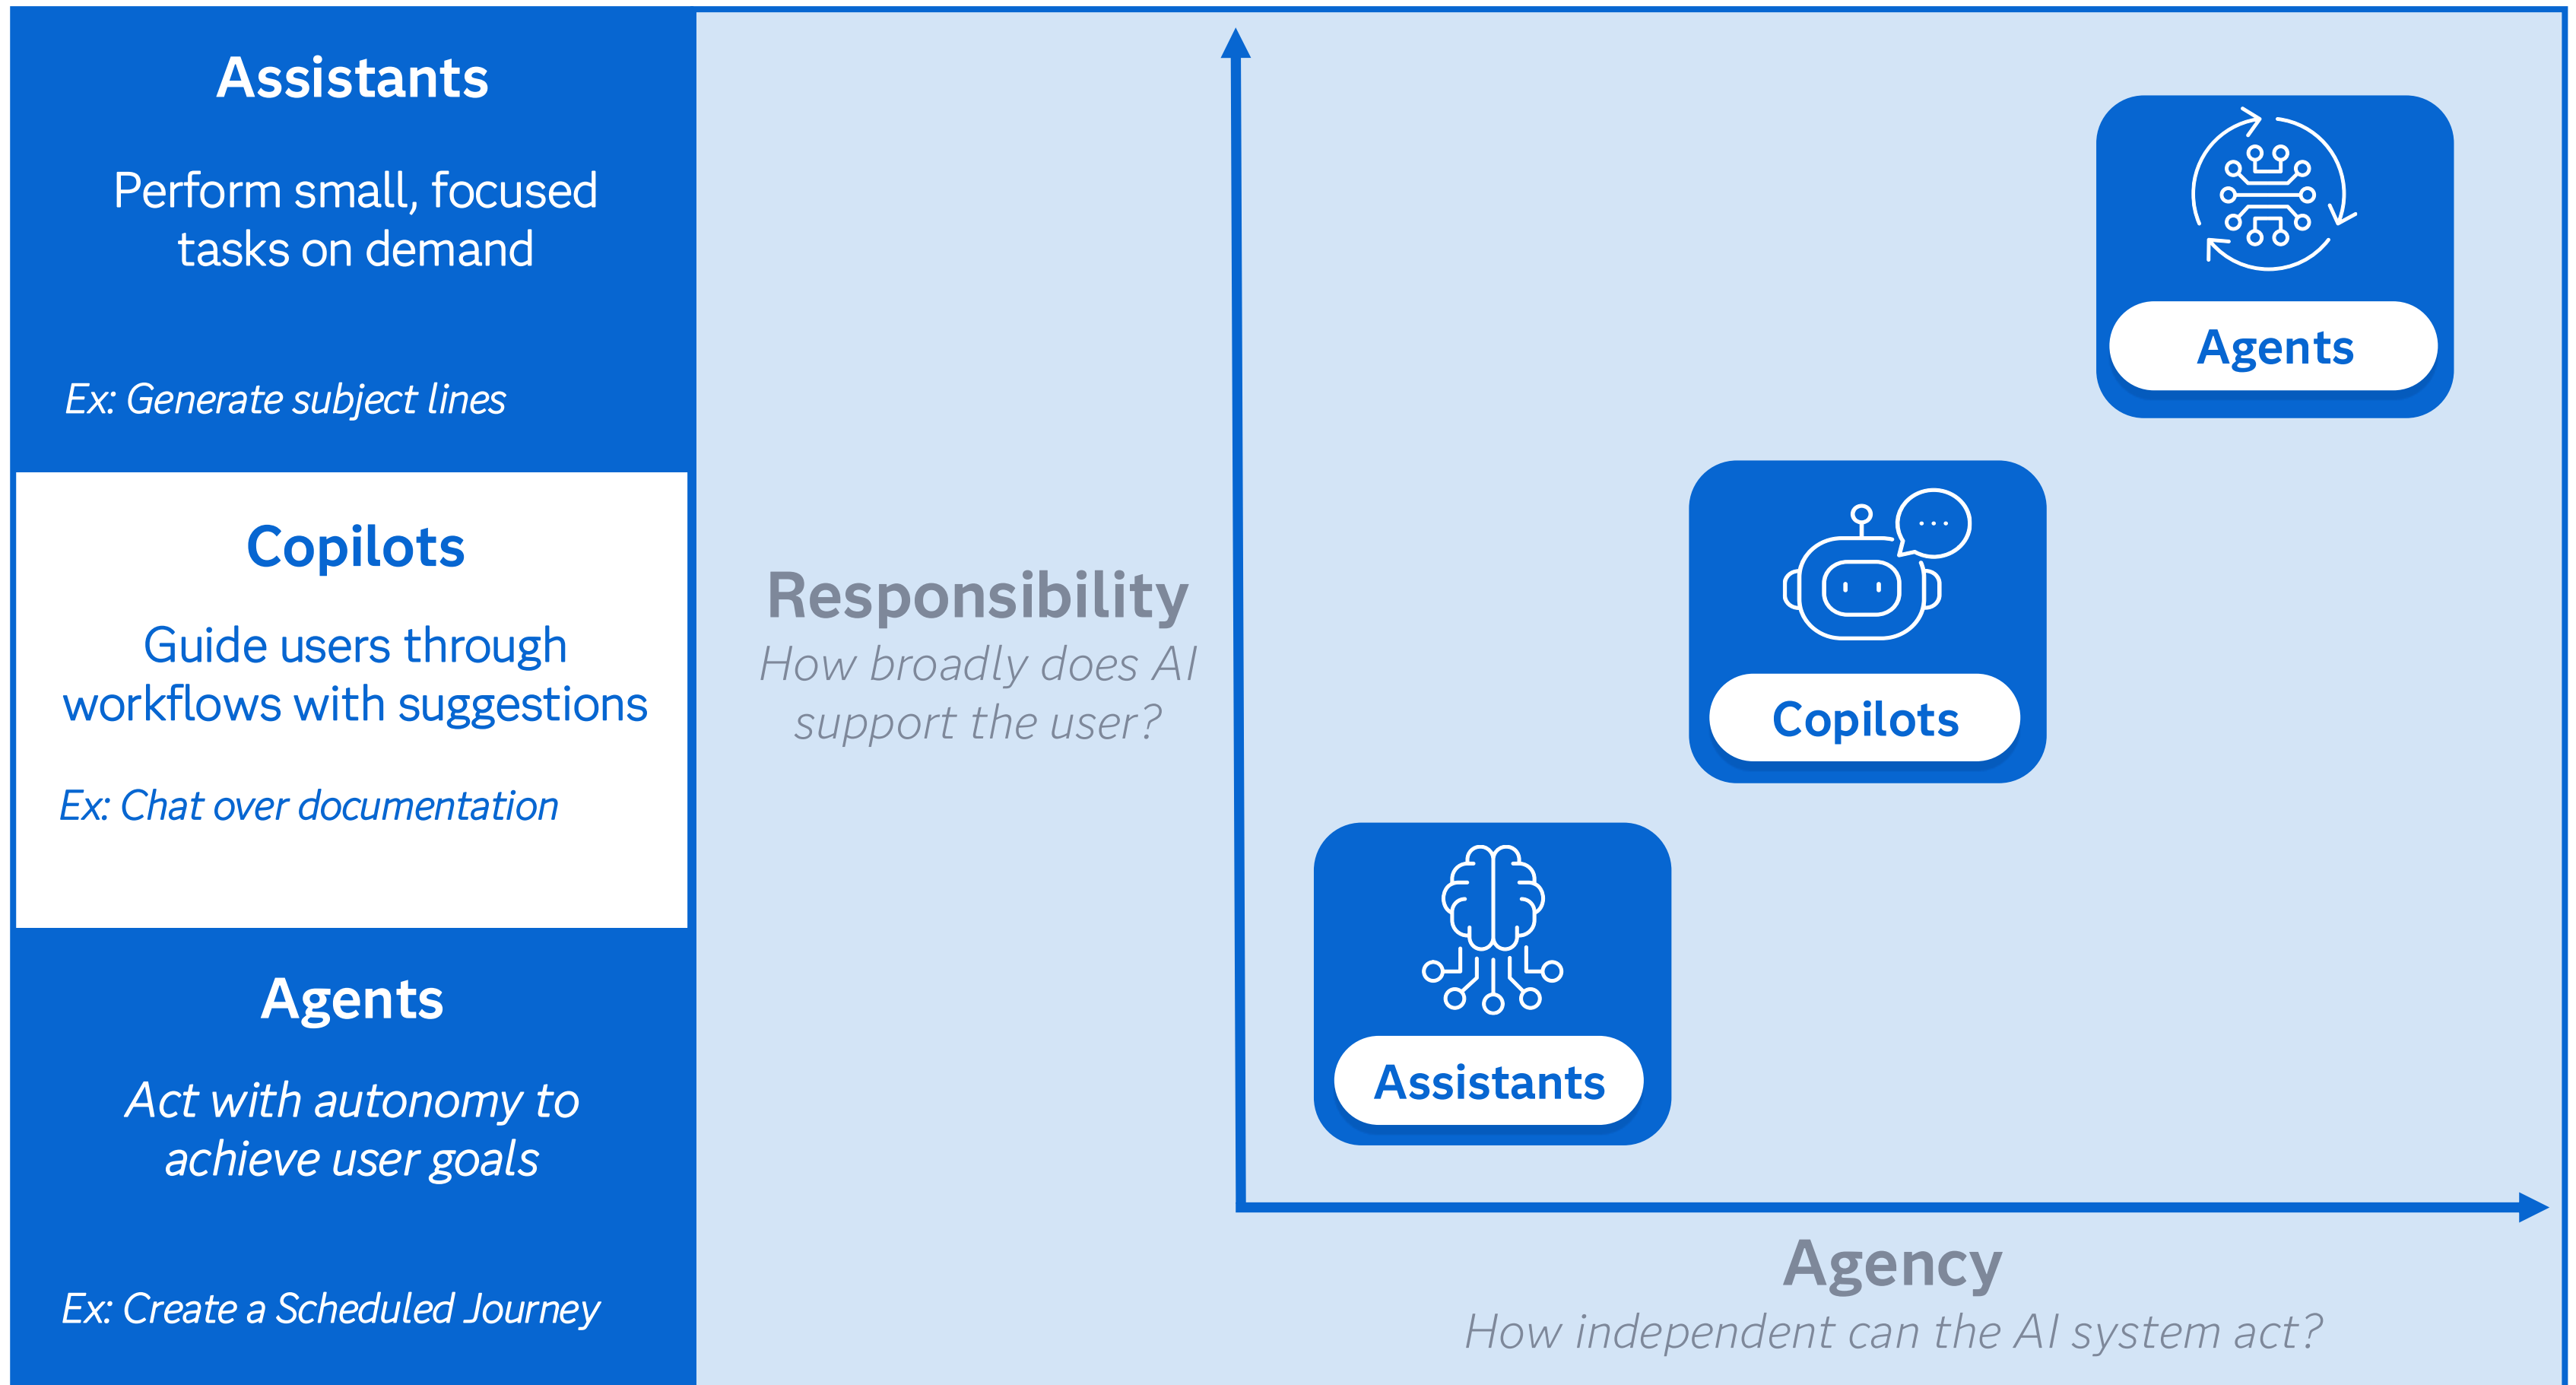 Assistants
Perform small, focused
tasks on demand
Ex: Generate subject lines
Copilots
Guide users through
workflows with suggestions
Ex: Chat over documentation
Agents
Act with autonomy to
achieve user goals
Ex: Create a Scheduled Journey
Responsibility
How broadly does AI
support the user?
Agents
Copilots
Assistants
Agency
How independent can the AI system act?